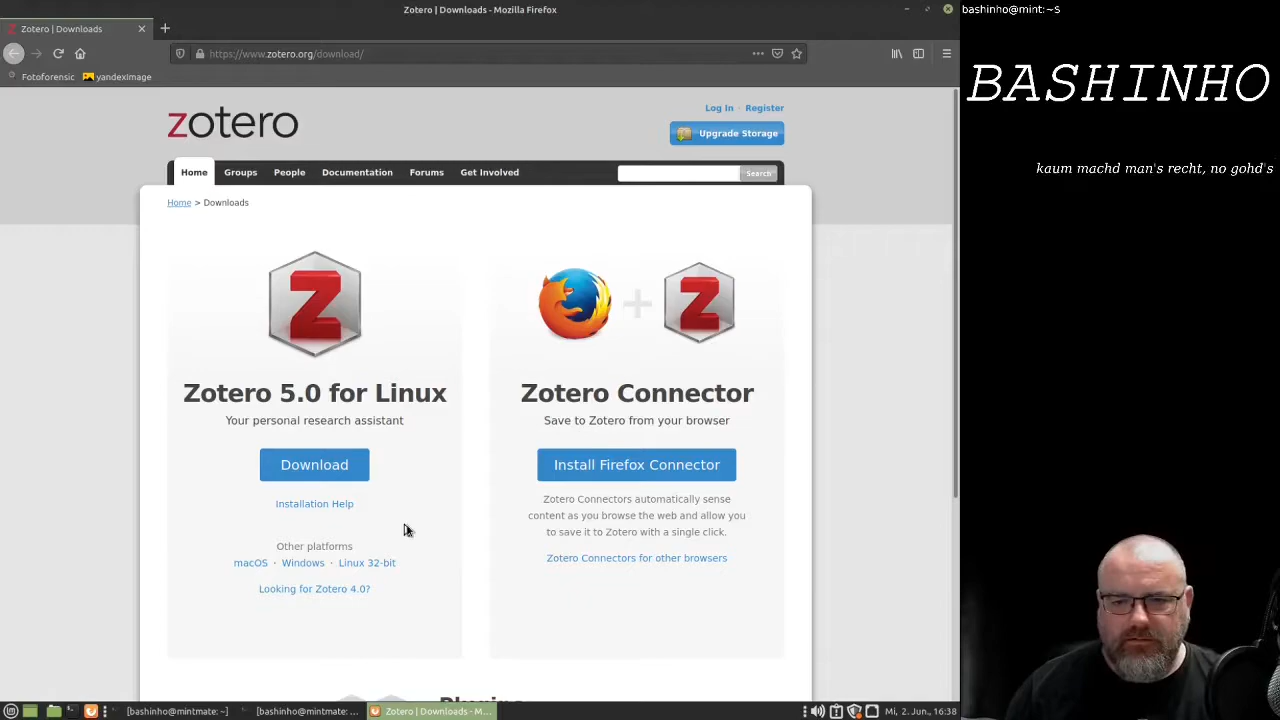 Zotero | Downloads - Mozilla Firefox
Zotero | Downloads
https://www.zotero.org/download/
Fotoforensic
yandexImage
zotero
Log In · Register
Upgrade Storage
Home
Groups
People
Documentation
Forums
Get Involved
Search
Home > Downloads
Zotero 5.0 for Linux
Your personal research assistant
Download
Installation Help
Other platforms
macOS · Windows · Linux 32-bit
Looking for Zotero 4.0?
Zotero Connector
Save to Zotero from your browser
Install Firefox Connector
Zotero Connectors automatically sense
content as you browse the web and allow you
to save it to Zotero with a single click.
Zotero Connectors for other browsers
bashinho@mint:~$
BASHINHO
kaum machd man's recht, no gohd's
[bashinho@mintmate: ~]
[bashinho@mintmate: ...
Zotero | Downloads - M...
Mi, 2. Jun., 16:38